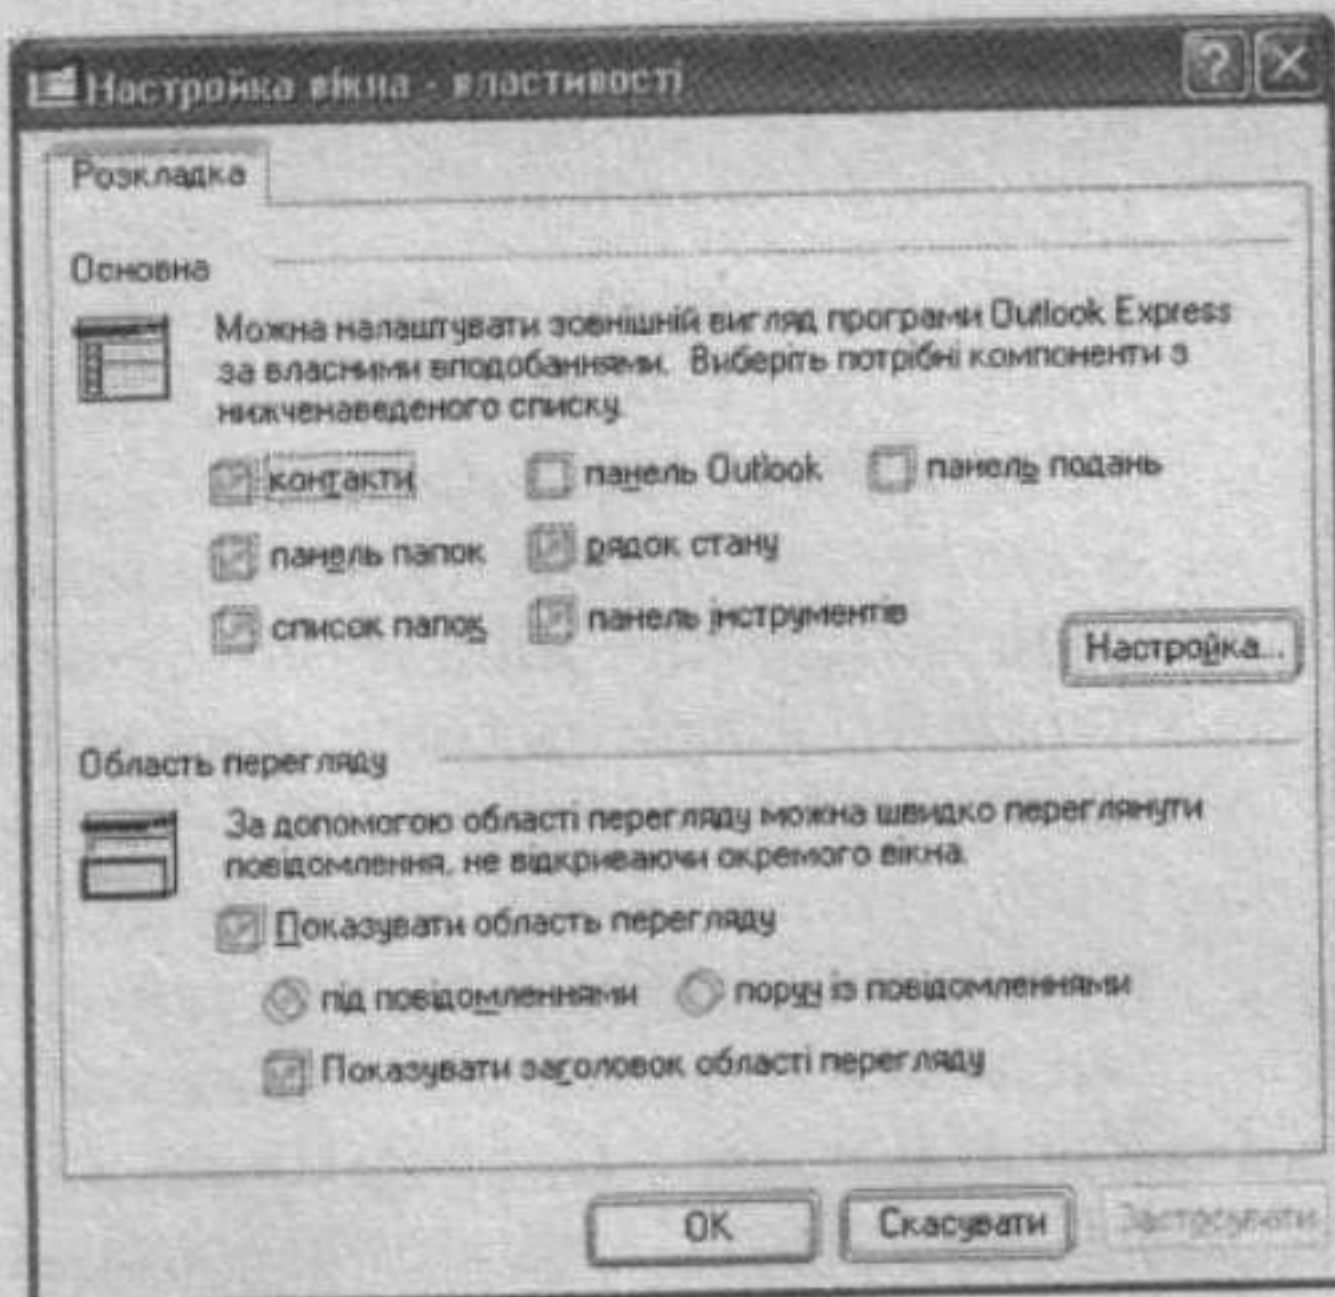 Настройка вікна - властивості
Розкладка
Основна
Можна налаштувати зовнішній вигляд програми Outlook Express
за власними вподобаннями. Виберіть потрібні компоненти з
нижченаведеного списку.
контакти панель Outlook панель подань
панель папок рядок стану
список папок панель інструментів
Настройка...
Область перегляду
За допомогою області перегляду можна швидко переглянути
повідомлення, не відкриваючи окремого вікна.
Показувати область перегляду
під повідомленнями поруч із повідомленнями
Показувати заголовок області перегляду
OK Скасувати Застосувати